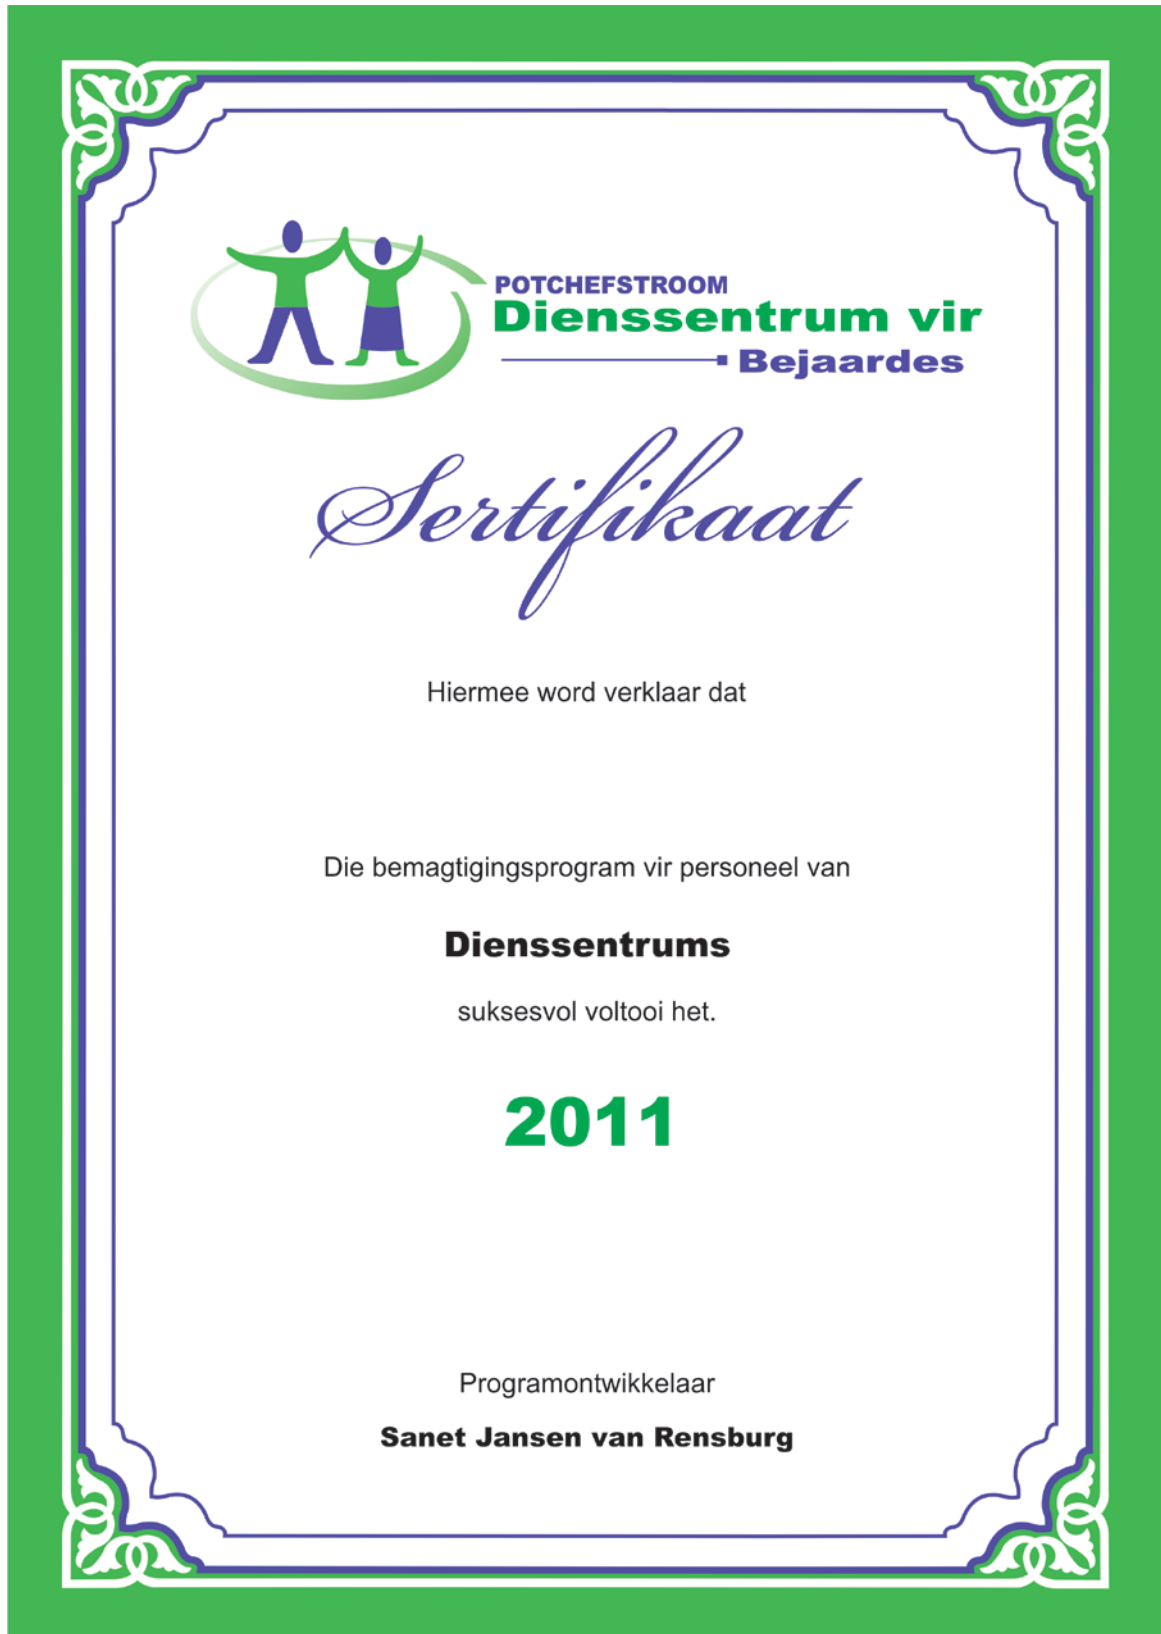 POTCHEFSTROOM
Dienssentrum vir
Bejaardes
Sertifikaat
Hiermee word verklaar dat
Die bemagtigingsprogram vir personeel van
Dienssentrums
suksesvol voltooi het.
2011
Programontwikkelaar
Sanet Jansen van Rensburg